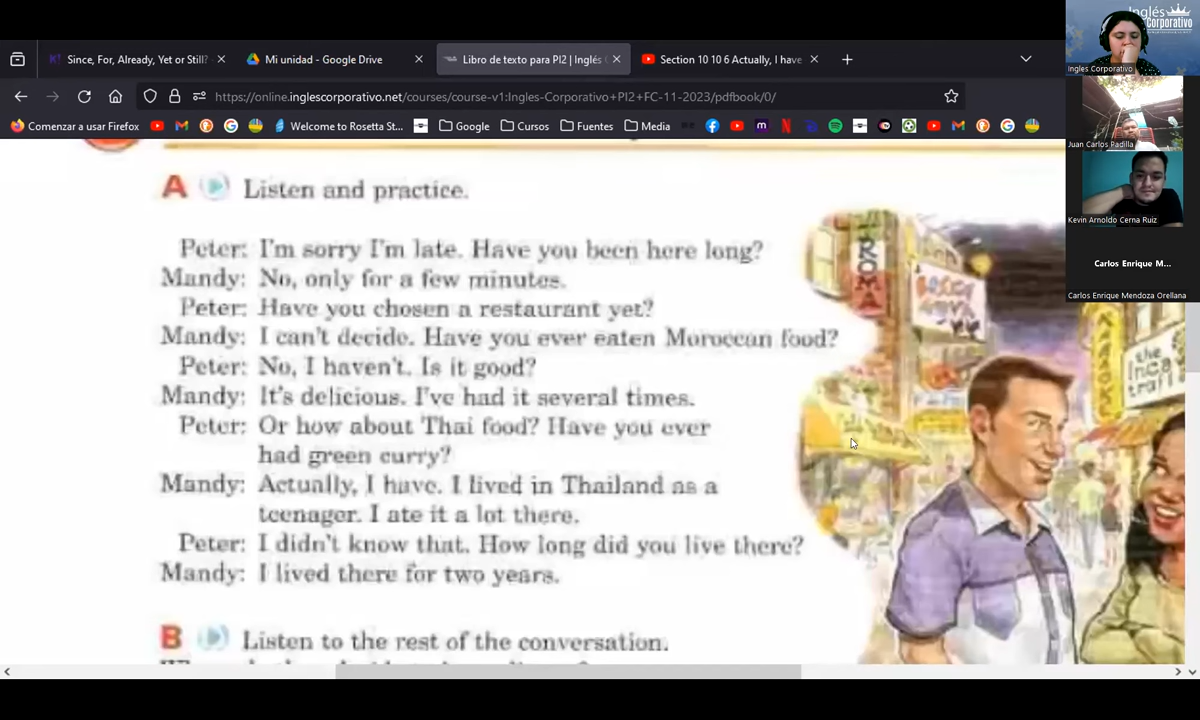 Inglés
Corporativo
Ingles Corporativo
Since, For, Already, Yet or Still?
Mi unidad - Google Drive
Libro de texto para PI2 | Inglés
Section 10 10 6 Actually, I have
https://online.inglescorporativo.net/courses/course-v1:Ingles-Corporativo+PI2+FC-11-2023/pdfbook/0/
Comenzar a usar Firefox
Welcome to Rosetta St...
Google
Cursos
Fuentes
Media
Juan Carlos Padilla
Kevin Arnoldo Cerna Ruiz
Carlos Enrique M...
Carlos Enrique Mendoza Orellana
A Listen and practice.
Peter: I'm sorry I'm late. Have you been here long?
Mandy: No, only for a few minutes.
Peter: Have you chosen a restaurant yet?
Mandy: I can't decide. Have you ever eaten Moroccan food?
Peter: No, I haven't. Is it good?
Mandy: It's delicious. I've had it several times.
Peter: Or how about Thai food? Have you ever
had green curry?
Mandy: Actually, I have. I lived in Thailand as a
teenager. I ate it a lot there.
Peter: I didn't know that. How long did you live there?
Mandy: I lived there for two years.
B Listen to the rest of the conversation.
ROMA
KARAOKE
the
Inca
trail